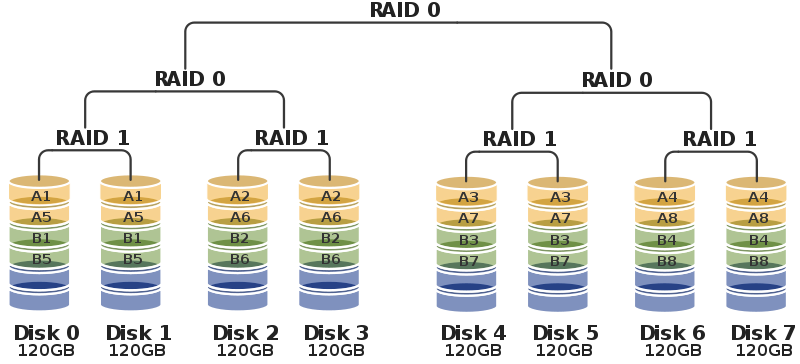 RAID 0
RAID 0 RAID 0
RAID 1 RAID 1 RAID 1 RAID 1
A1 A1 A2 A2 A3 A3 A4 A4
A5 A5 A6 A6 A7 A7 A8 A8
B1 B1 B2 B2 B3 B3 B4 B4
B5 B5 B6 B6 B7 B7 B8 B8
Disk 0 Disk 1 Disk 2 Disk 3 Disk 4 Disk 5 Disk 6 Disk 7
120GB 120GB 120GB 120GB 120GB 120GB 120GB 120GB